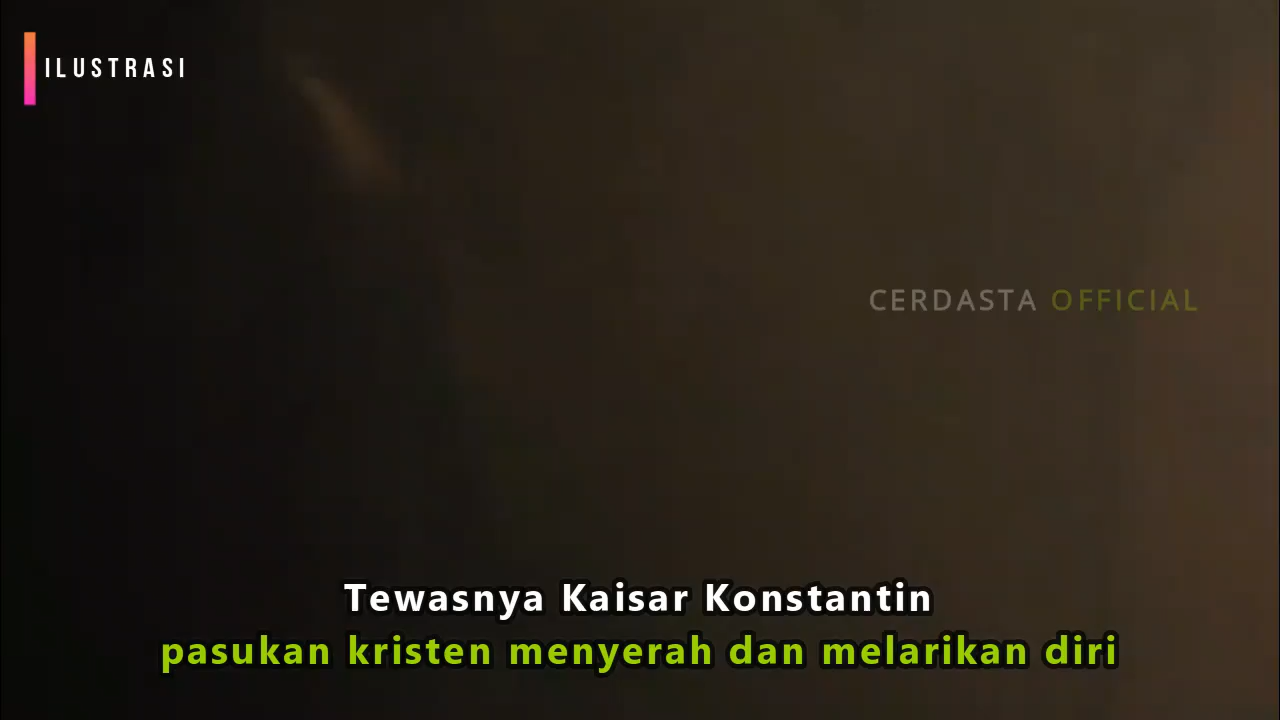 ILUSTRASI
CERDASTA OFFICIAL
Tewasnya Kaisar Konstantin
pasukan kristen menyerah dan melarikan diri